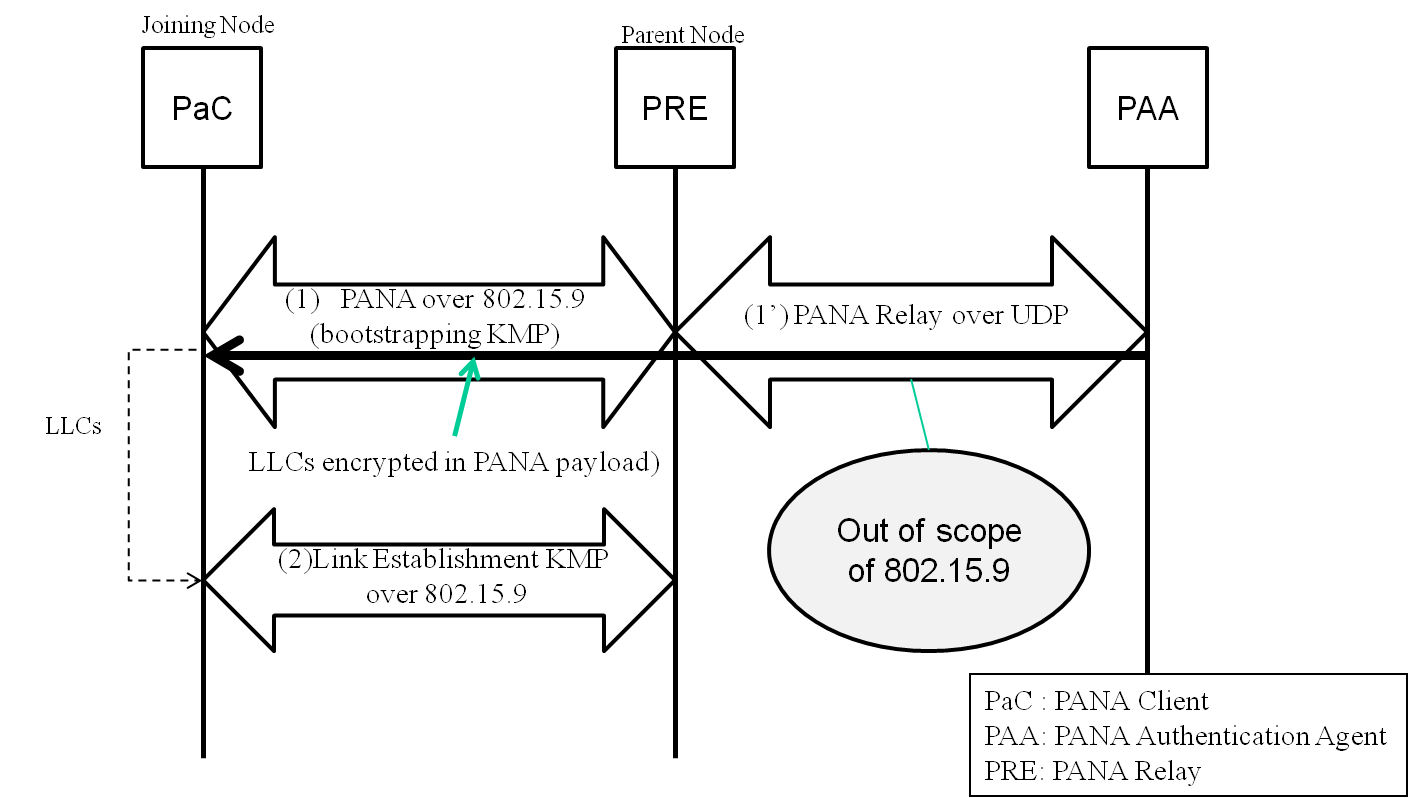 Joining Node
Parent Node
PaC
PRE
PAA
(1) PANA over 802.15.9
(bootstrapping KMP)
(1’) PANA Relay over UDP
LLCs
LLCs encrypted in PANA payload)
(2)Link Establishment KMP
over 802.15.9
Out of scope
of 802.15.9
PaC : PANA Client
PAA: PANA Authentication Agent
PRE: PANA Relay